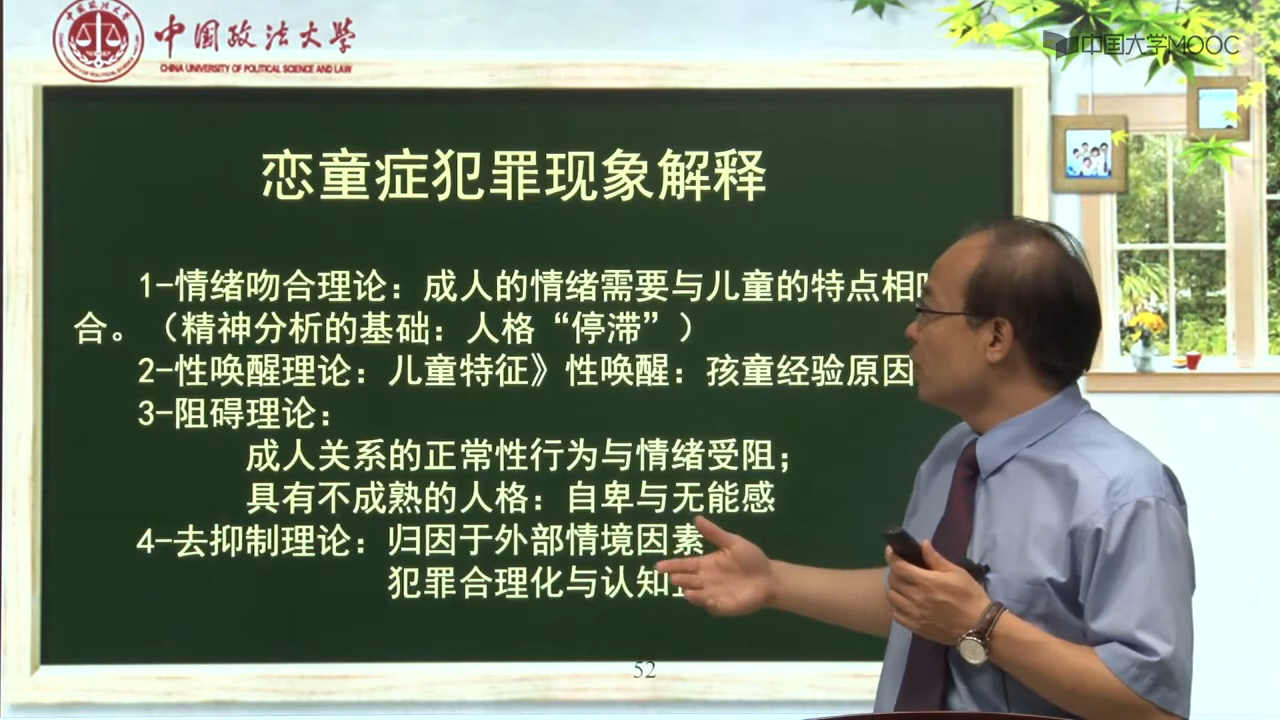 中国政法大学
CHINA UNIVERSITY OF POLITICAL SCIENCE AND LAW
中国大学MOOC
恋童症犯罪现象解释
1-情绪吻合理论：成人的情绪需要与儿童的特点相
合。（精神分析的基础：人格“停滞”）
2-性唤醒理论：儿童特征》性唤醒：孩童经验原因
3-阻碍理论：
成人关系的正常性行为与情绪受阻；
具有不成熟的人格：自卑与无能感
4-去抑制理论：归因于外部情境因素
犯罪合理化与认知
52